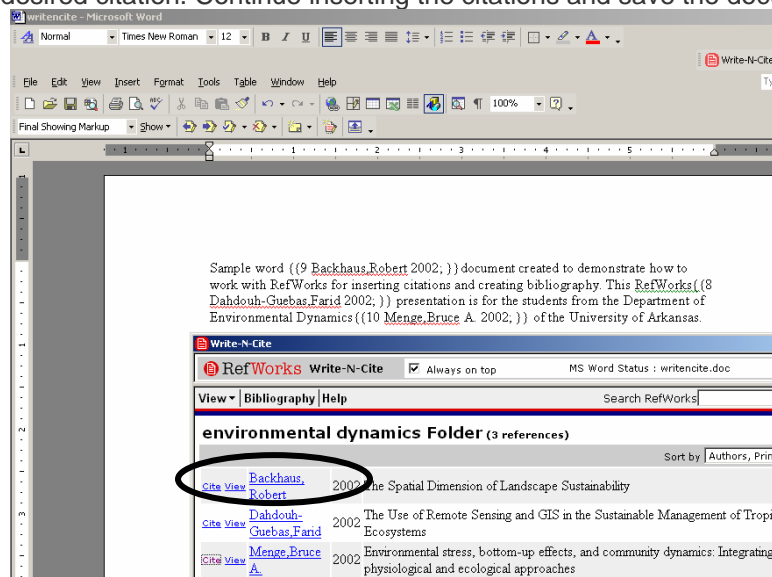 desired citation. Continue inserting the citations and save the doc
writencite - Microsoft Word
Normal Times New Roman 12 B I U
Write-N-Cite
File Edit View Insert Format Tools Table Window Help Ty
100%
Final Showing Markup Show
1 1 2 3 4 5
Sample word {{9 Backhaus,Robert 2002; }} document created to demonstrate how to
work with RefWorks for inserting citations and creating bibliography. This RefWorks{{8
Dahdouh-Guebas,Farid 2002; }} presentation is for the students from the Department of
Environmental Dynamics {{10 Menge,Bruce A. 2002; }} of the University of Arkansas.
Write-N-Cite
RefWorks Write-N-Cite Always on top MS Word Status : writencite.doc
View Bibliography Help Search RefWorks
environmental dynamics Folder (3 references)
Sort by Authors, Prin
Cite View Backhaus, Robert 2002 The Spatial Dimension of Landscape Sustainability
Cite View Dahdouh-Guebas,Farid 2002 The Use of Remote Sensing and GIS in the Sustainable Management of Tropi
Ecosystems
Cite View Menge,Bruce A. 2002 Environmental stress, bottom-up effects, and community dynamics: Integrating
physiological and ecological approaches